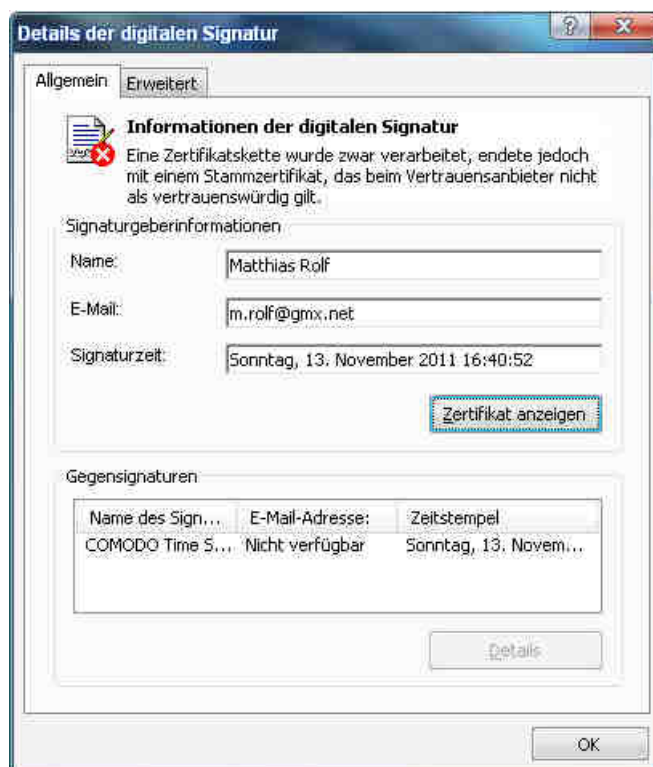 Details der digitalen Signatur
Allgemein
Erweitert
Informationen der digitalen Signatur
Eine Zertifikatskette wurde zwar verarbeitet, endete jedoch
mit einem Stammzertifikat, das beim Vertrauensanbieter nicht
als vertrauenswürdig gilt.
Signaturgeberinformationen
Name: Matthias Rolf
E-Mail: m.rolf@gmx.net
Signaturzeit: Sonntag, 13. November 2011 16:40:52
Zertifikat anzeigen
Gegensignaturen
Name des Sign... E-Mail-Adresse: Zeitstempel
COMODO Time S... Nicht verfügbar Sonntag, 13. Novem...
Details
OK